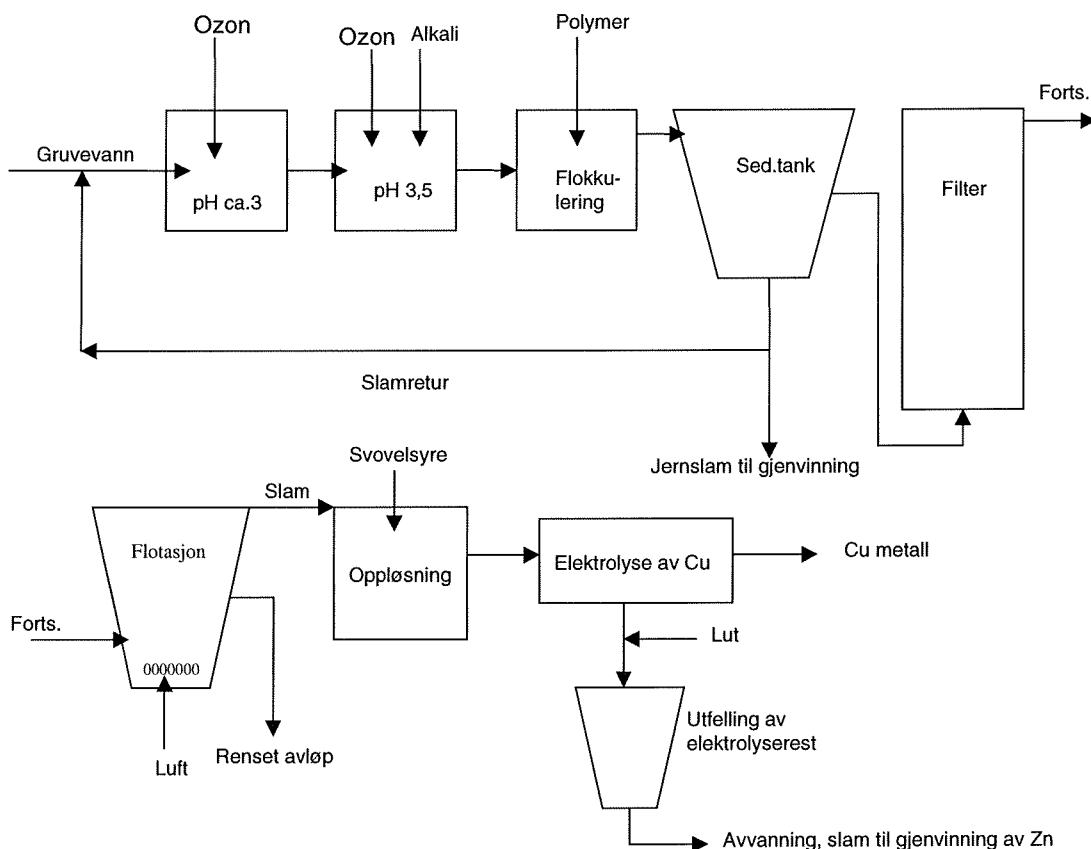 Ozon
Ozon
Alkali
Polymer
Forts.
Gruvevann
pH ca.3
pH 3,5
Flokku-
lering
Sed.tank
Filter
Slamretur
Jernslam til gjenvinning
Svovelsyre
Slam
Flotasjon
Oppløsning
Elektrolyse av Cu
Cu metall
Forts.
Lut
0000000
Luft
Renset avløp
Utfelling av
elektrolyserest
Avvanning, slam til gjenvinning av Zn